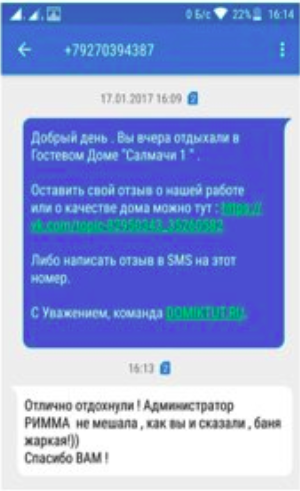 0 Б/с 22% 16:14
+79270394387
17.01.2017 16:09 2
Добрый день . Вы вчера отдыхали в
Гостевом Доме "Салмачи 1 " .
Оставить свой отзыв о нашей работе
или о качестве дома можно тут : https://
vk.com/topic-82950347_35260582
Либо написать отзыв в SMS на этот
номер.
С Уважением, команда DOMIKTUT.RU.
16:13 2
Отлично отдохнули ! Администратор
РИММА не мешала , как вы и сказали , баня
жаркая!))
Спасибо ВАМ !